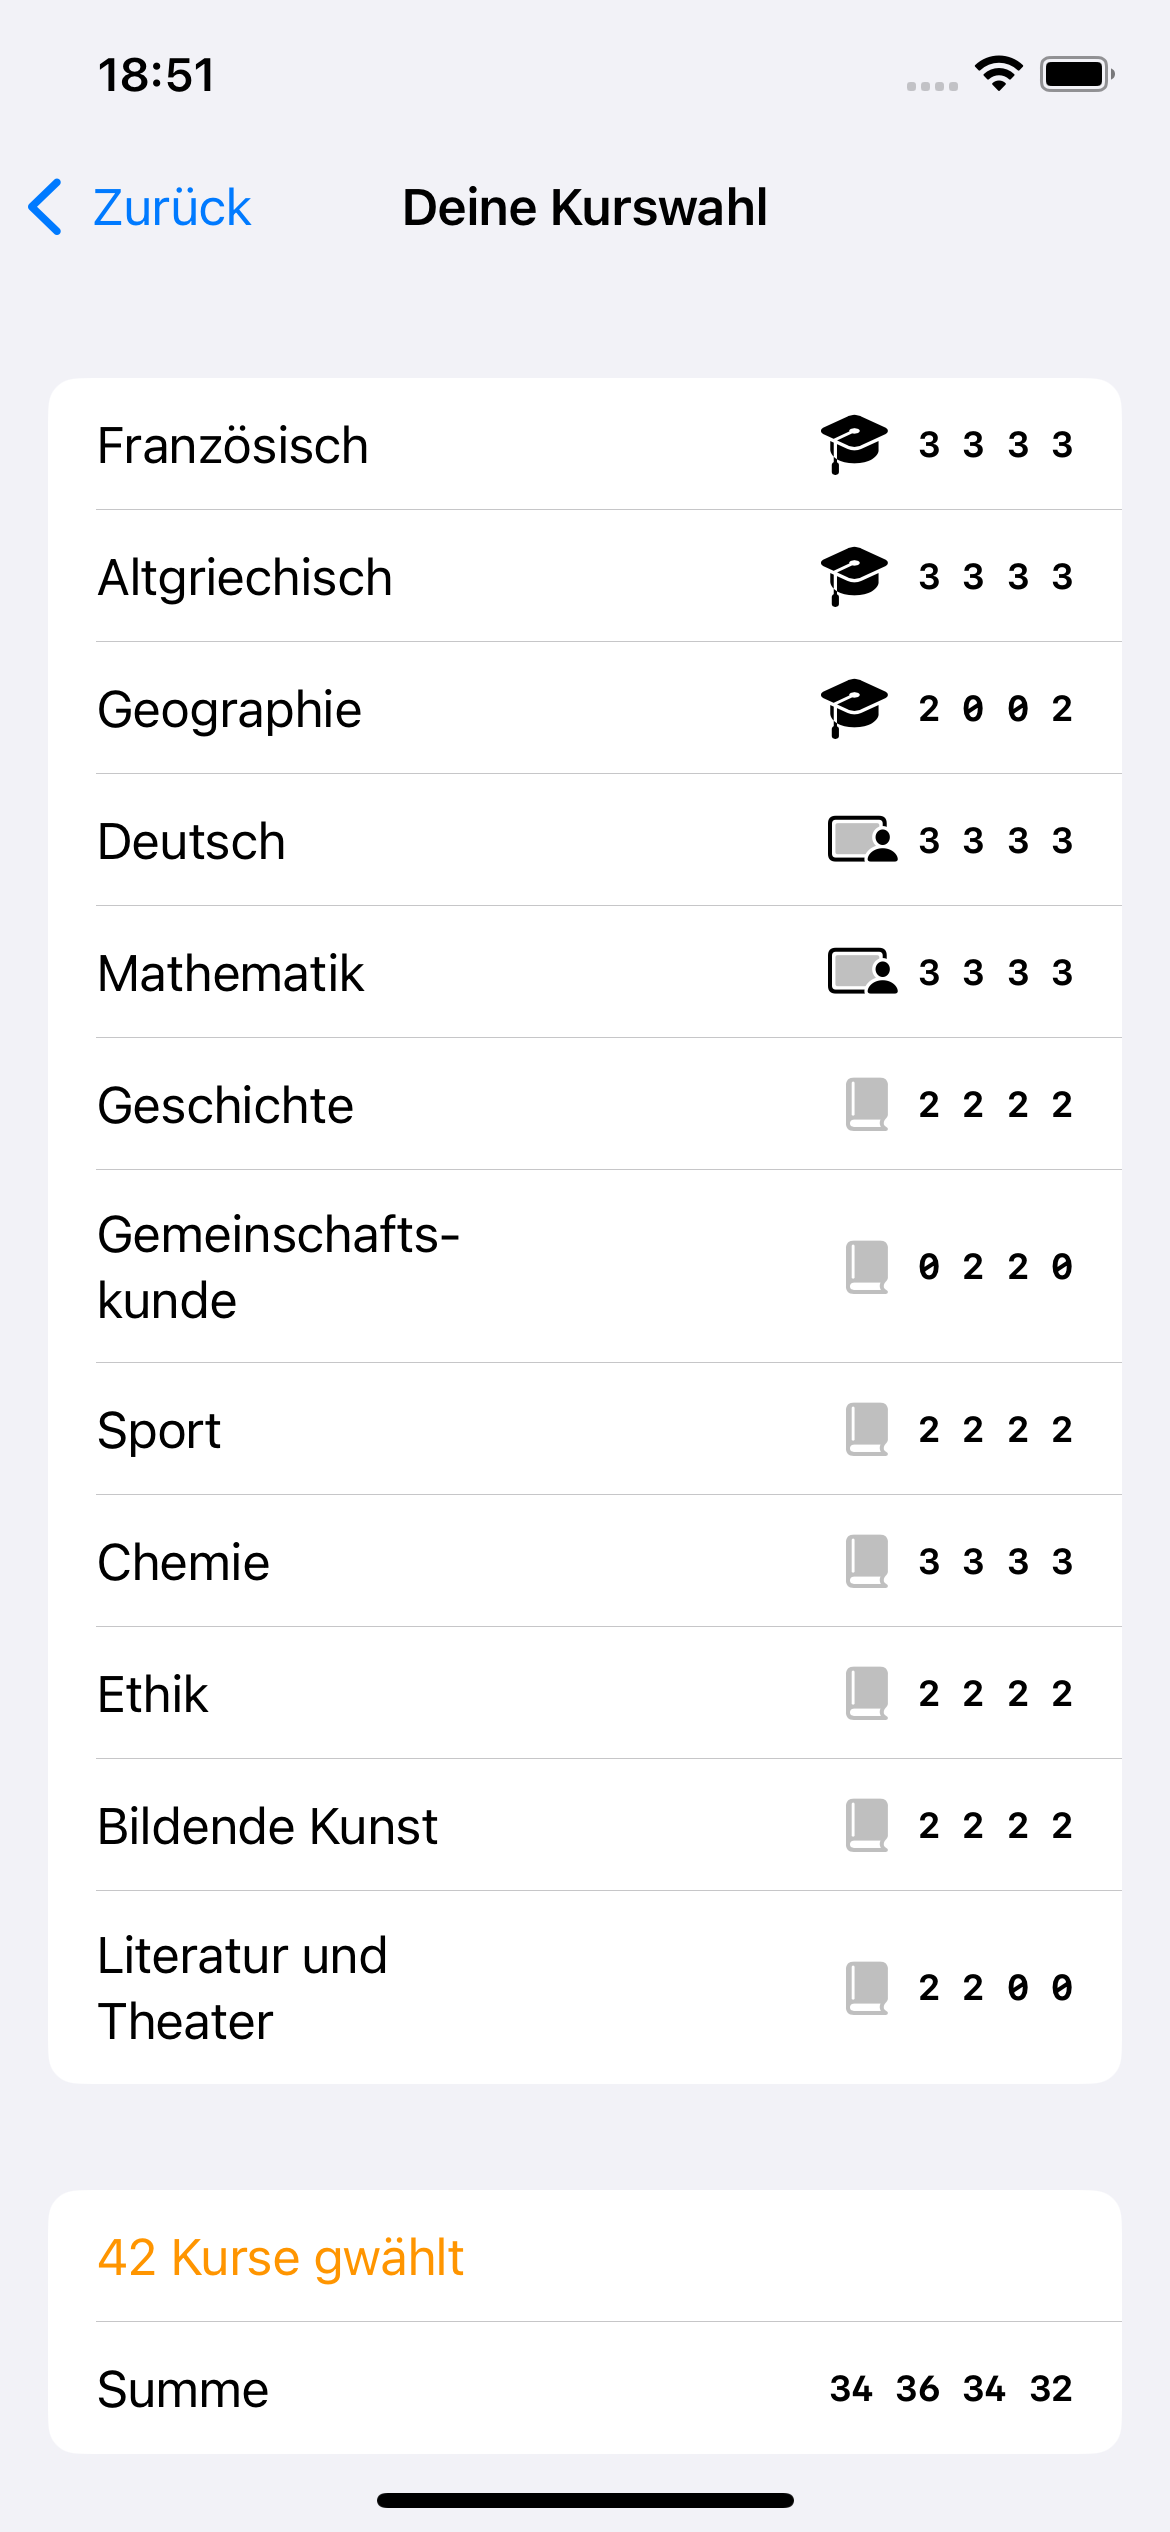 18:51
Zurück
Deine Kurswahl
Französisch 3 3 3 3
Altgriechisch 3 3 3 3
Geographie 2 0 0 2
Deutsch 3 3 3 3
Mathematik 3 3 3 3
Geschichte 2 2 2 2
Gemeinschafts-
kunde 0 2 2 0
Sport 2 2 2 2
Chemie 3 3 3 3
Ethik 2 2 2 2
Bildende Kunst 2 2 2 2
Literatur und
Theater 2 2 0 0
42 Kurse gwählt
Summe 34 36 34 32